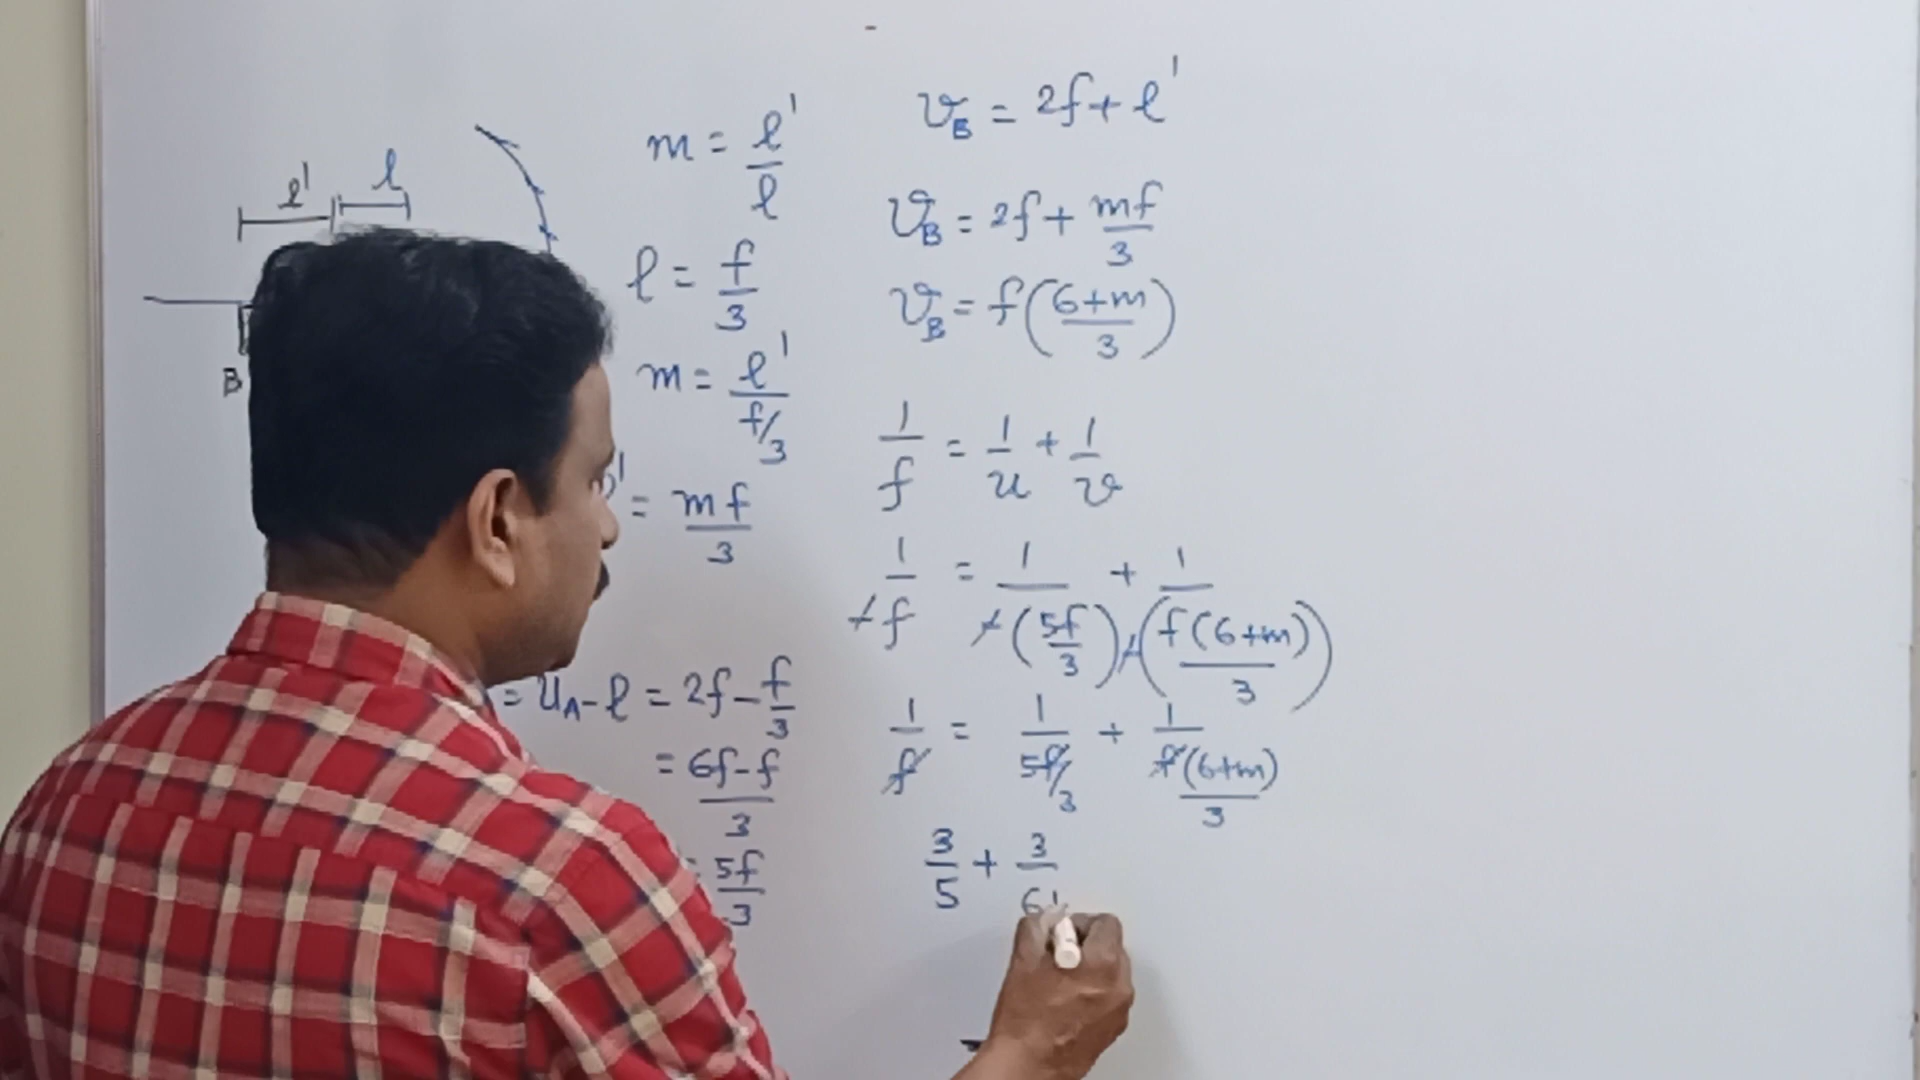 l' l
B
m = l'/l
l = f/3
m = l'/(f/3)
l' = mf/3
= u_A - l = 2f - f/3
= (6f - f)/3
= 5f/3
v_B = 2f + l'
v_B = 2f + mf/3
v_B = f((6+m)/3)
1/f = 1/u + 1/v
1/-f = 1/-(5f/3) + 1/-(f(6+m)/3)
1/f = 1/(5f/3) + 1/(f(6+m)/3)
3/5 + 3/6+